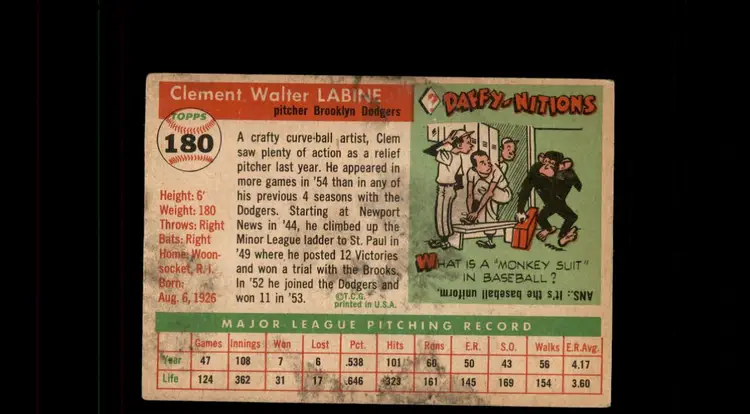 Clement Walter LABINE
pitcher Brooklyn Dodgers
TOPPS
180
Height: 6'
Weight: 180
Throws: Right
Bats: Right
Home: Woon-
socket, R. I.
Born:
Aug. 6, 1926
A crafty curve-ball artist, Clem
saw plenty of action as a relief
pitcher last year. He appeared in
more games in '54 than in any of
his previous 4 seasons with the
Dodgers. Starting at Newport
News in '44, he climbed up the
Minor League ladder to St. Paul in
'49 where he posted 12 Victories
and won a trial with the Brooks.
In '52 he joined the Dodgers and
won 11 in '53.
©T.C.G.
printed in U.S.A.
DAFFY-NITIONS
WHAT IS A "MONKEY SUIT"
IN BASEBALL?
ANS.: It's the baseball uniform.
MAJOR LEAGUE PITCHING RECORD
Games Innings Won Lost Pct. Hits Runs E.R. S.O. Walks E.R.Avg.
Year 47 108 7 6 .538 101 60 50 43 56 4.17
Life 124 362 31 17 .646 323 161 145 169 154 3.60